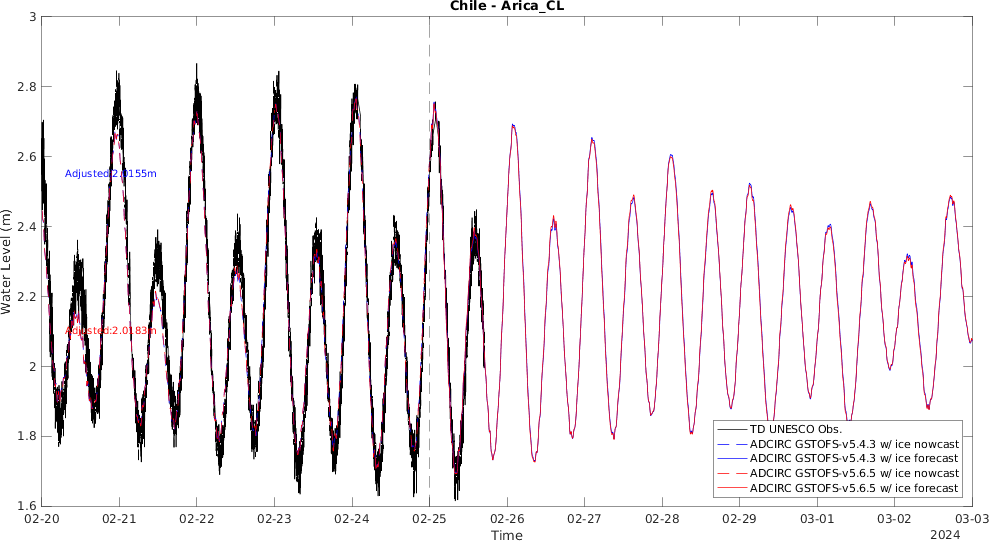 Chile - Arica_CL
Water Level (m)
3
2.8
2.6
2.4
2.2
2
1.8
1.6
Adjusted:2.0155m
Adjusted:2.0183m
TD UNESCO Obs.
ADCIRC GSTOFS-v5.4.3 w/ ice nowcast
ADCIRC GSTOFS-v5.4.3 w/ ice forecast
ADCIRC GSTOFS-v5.6.5 w/ ice nowcast
ADCIRC GSTOFS-v5.6.5 w/ ice forecast
02-20 02-21 02-22 02-23 02-24 02-25 02-26 02-27 02-28 02-29 03-01 03-02 03-03
Time
2024